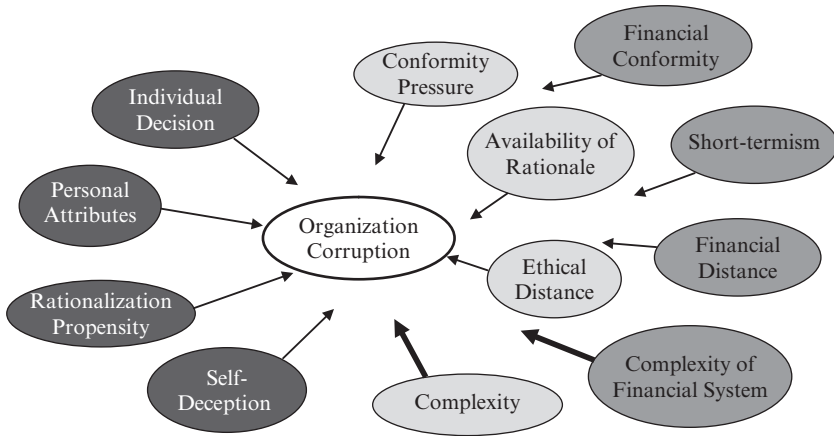 Financial
Conformity
Conformity
Pressure
Individual
Decision
Availability of
Rationale
Short-termism
Personal
Attributes
Organization
Corruption
Ethical
Distance
Financial
Distance
Rationalization
Propensity
Self-
Deception
Complexity
Complexity of
Financial System